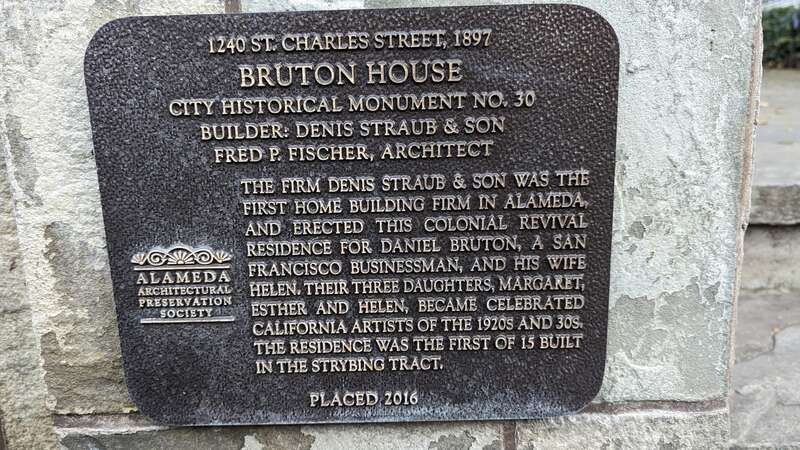 1240 ST. CHARLES STREET, 1897
BRUTON HOUSE
CITY HISTORICAL MONUMENT NO. 30
BUILDER: DENIS STRAUB & SON
FRED P. FISCHER, ARCHITECT
THE FIRM DENIS STRAUB & SON WAS THE
FIRST HOME BUILDING FIRM IN ALAMEDA,
AND ERECTED THIS COLONIAL REVIVAL
RESIDENCE FOR DANIEL BRUTON, A SAN
FRANCISCO BUSINESSMAN, AND HIS WIFE
HELEN. THEIR THREE DAUGHTERS, MARGARET,
ESTHER AND HELEN, BECAME CELEBRATED
CALIFORNIA ARTISTS OF THE 1920S AND 30S.
THE RESIDENCE WAS THE FIRST OF 15 BUILT
IN THE STRYBING TRACT.
ALAMEDA
ARCHITECTURAL
PRESERVATION
SOCIETY
PLACED 2016